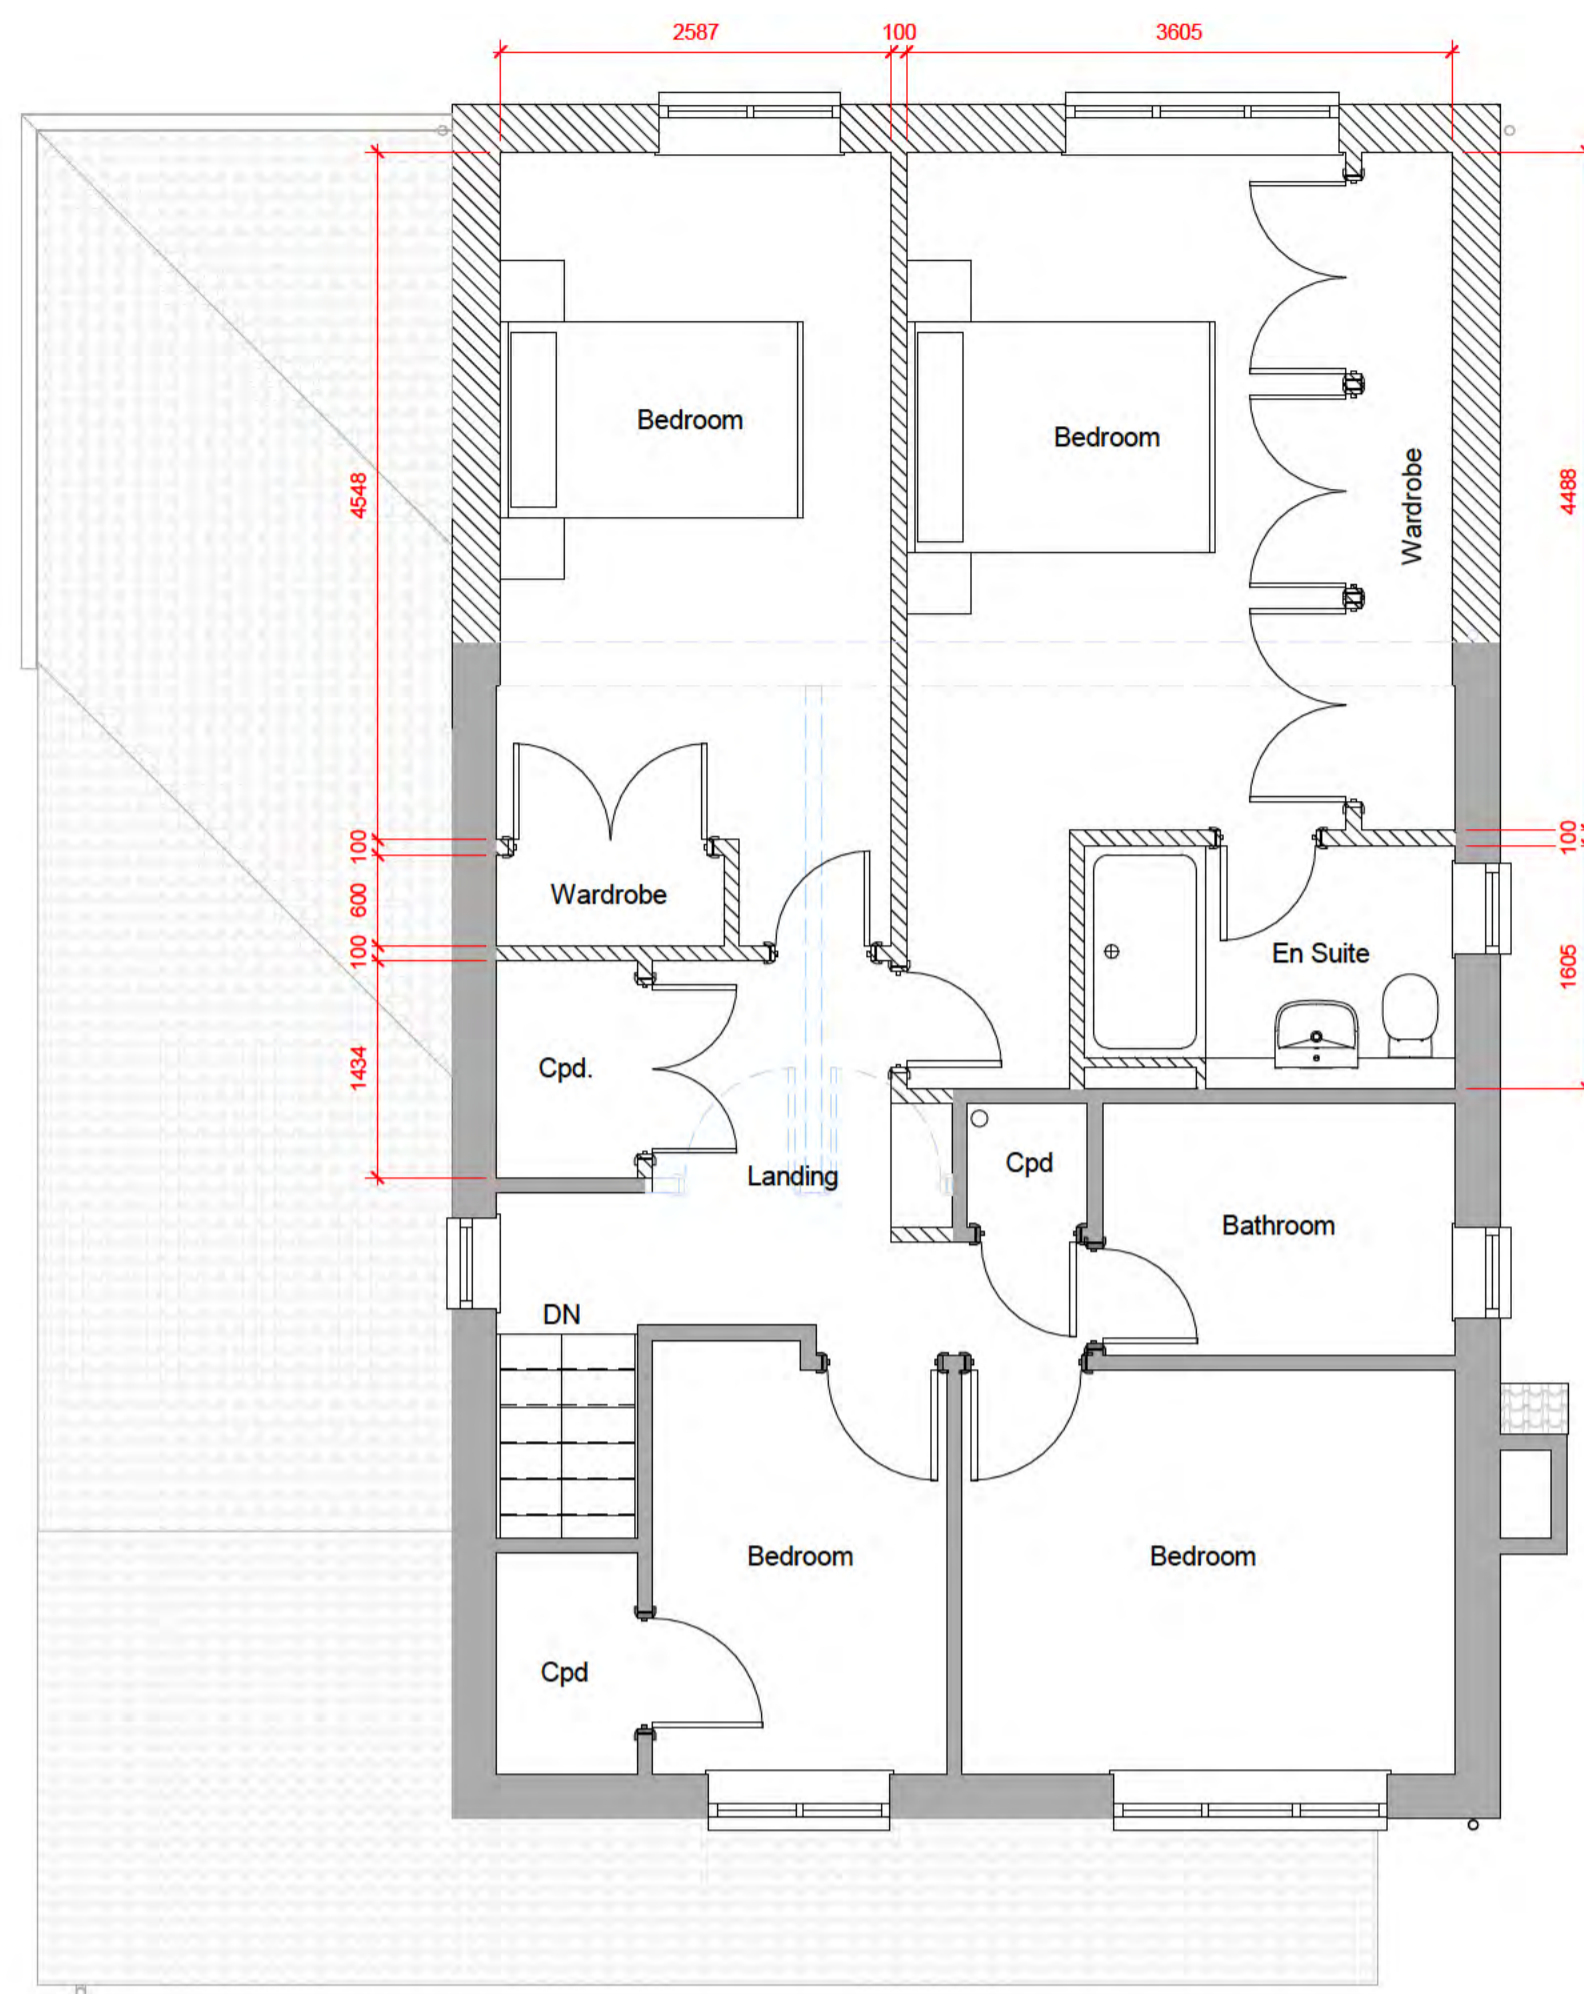 2587
100
3605
Bedroom
Bedroom
Wardrobe
4548
4488
100
600
100
1434
100
1605
Wardrobe
En Suite
Cpd.
Landing
Cpd
Bathroom
DN
Bedroom
Bedroom
Cpd